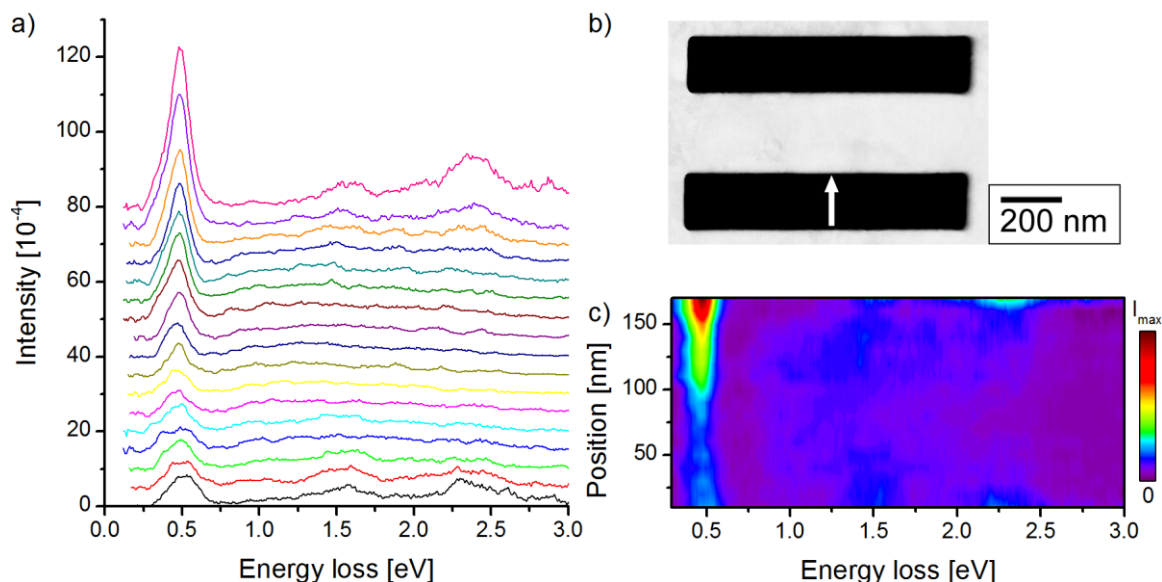 a)
Intensity [10⁻⁴]
120
100
80
60
40
20
0
0.0 0.5 1.0 1.5 2.0 2.5 3.0
Energy loss [eV]
b)
200 nm
c)
Position [nm]
150
100
50
0.5 1.0 1.5 2.0 2.5 3.0
Energy loss [eV]
I_max
0